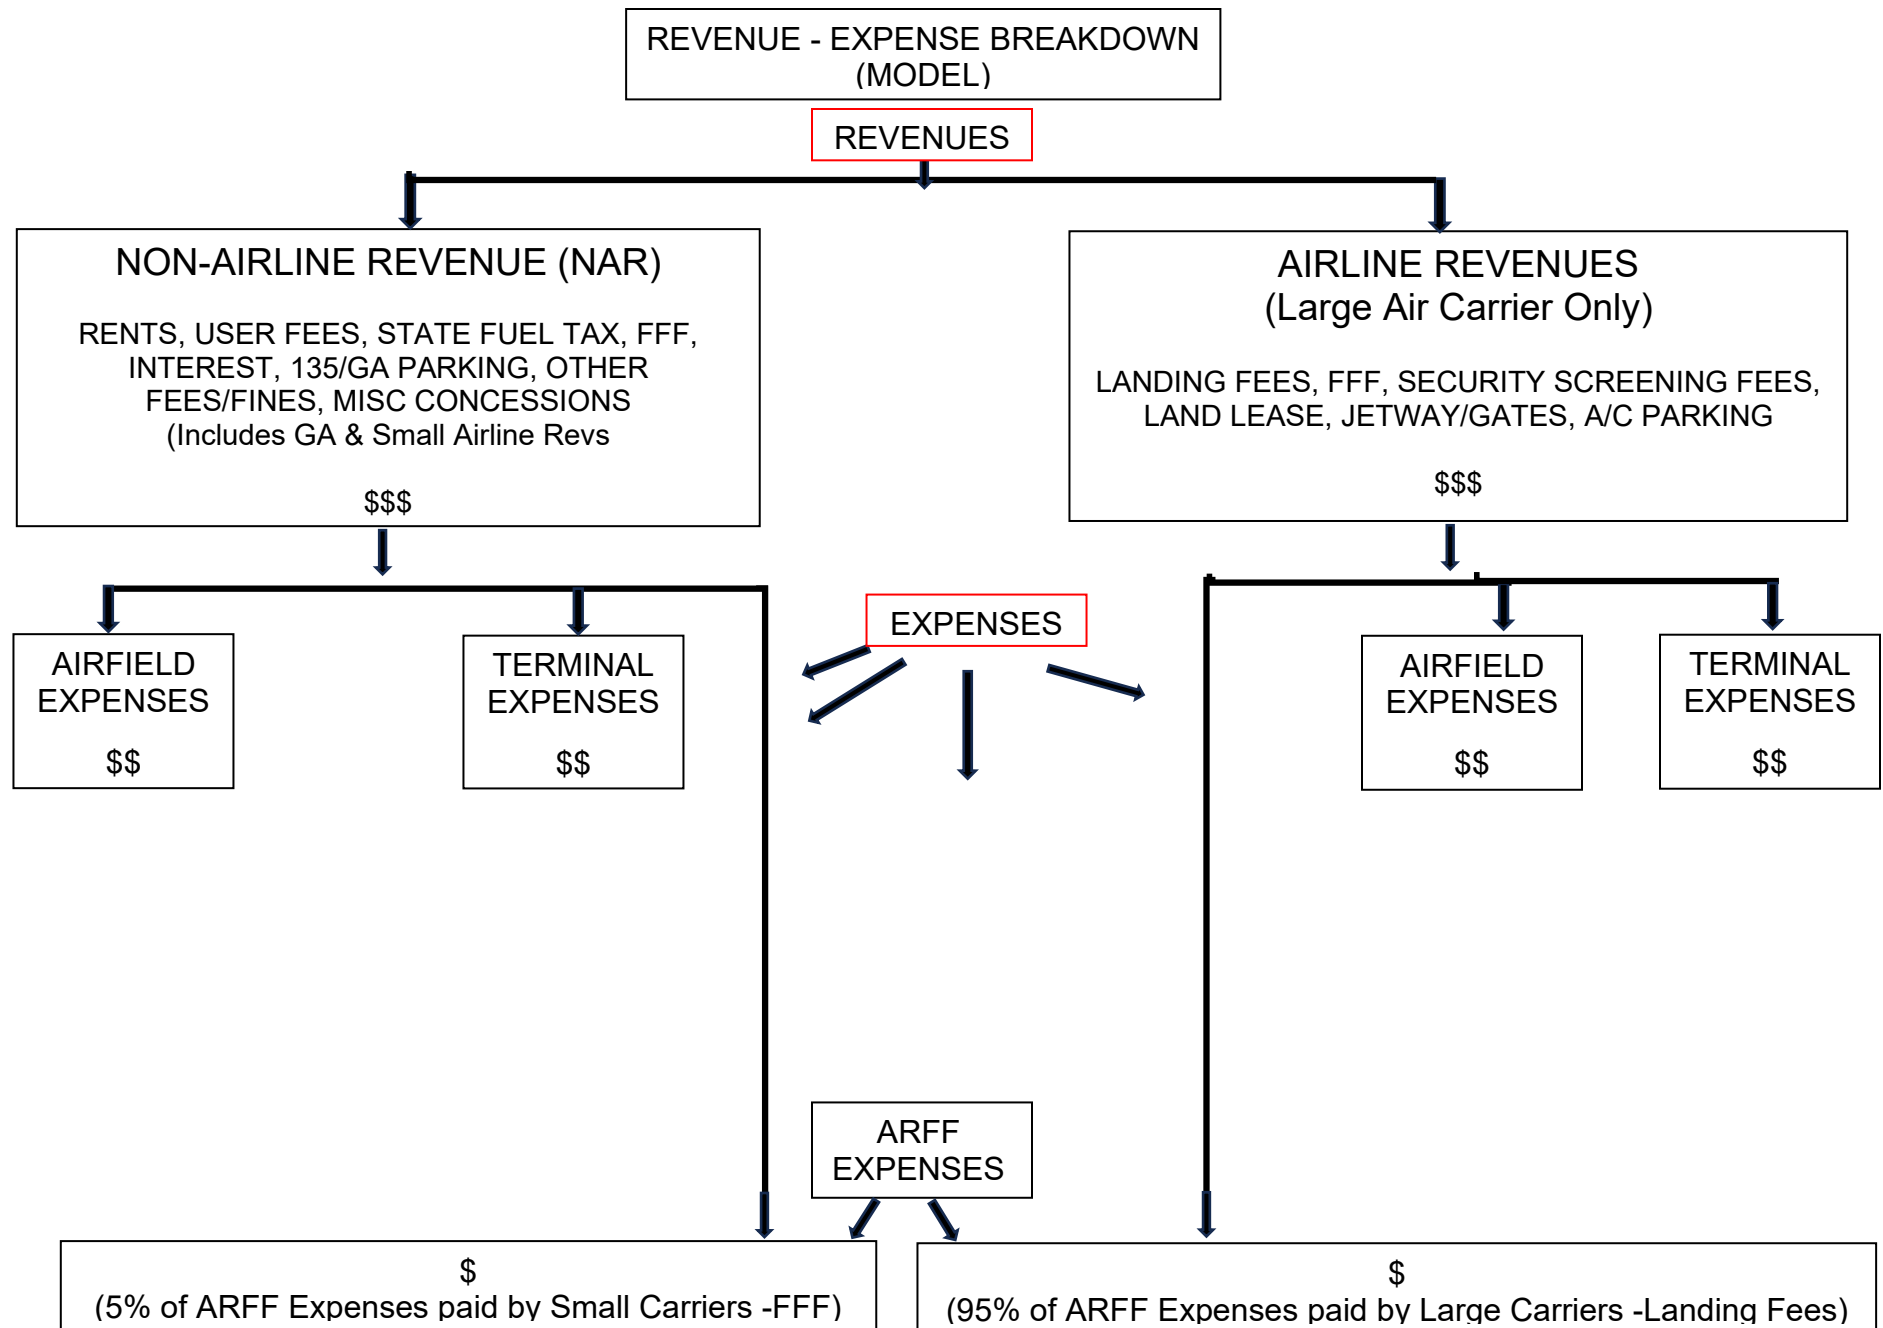 REVENUE - EXPENSE BREAKDOWN
(MODEL)
REVENUES
NON-AIRLINE REVENUE (NAR)
RENTS, USER FEES, STATE FUEL TAX, FFF,
INTEREST, 135/GA PARKING, OTHER
FEES/FINES, MISC CONCESSIONS
(Includes GA & Small Airline Revs
$$$
AIRLINE REVENUES
(Large Air Carrier Only)
LANDING FEES, FFF, SECURITY SCREENING FEES,
LAND LEASE, JETWAY/GATES, A/C PARKING
$$$
EXPENSES
AIRFIELD
EXPENSES
$$
TERMINAL
EXPENSES
$$
AIRFIELD
EXPENSES
$$
TERMINAL
EXPENSES
$$
ARFF
EXPENSES
$
(5% of ARFF Expenses paid by Small Carriers -FFF)
$
(95% of ARFF Expenses paid by Large Carriers -Landing Fees)